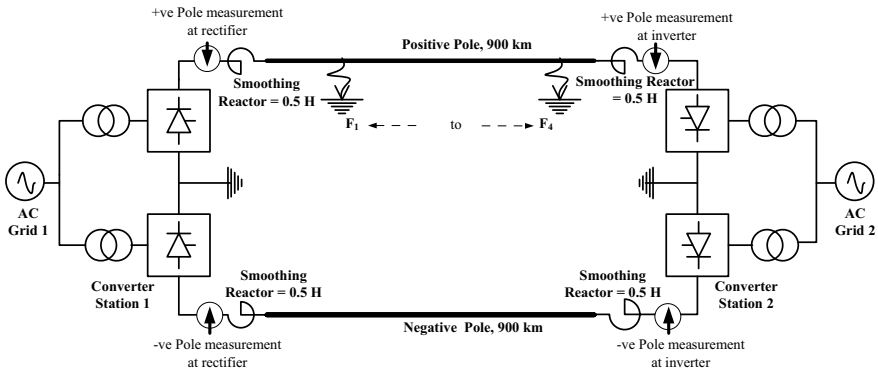 +ve Pole measurement
at rectifier
+ve Pole measurement
at inverter
Positive Pole, 900 km
Smoothing
Reactor = 0.5 H
Smoothing Reactor
= 0.5 H
F1
to
F4
AC
Grid 1
AC
Grid 2
Converter
Station 1
Smoothing
Reactor = 0.5 H
Smoothing
Reactor = 0.5 H
Converter
Station 2
Negative Pole, 900 km
-ve Pole measurement
at rectifier
-ve Pole measurement
at inverter